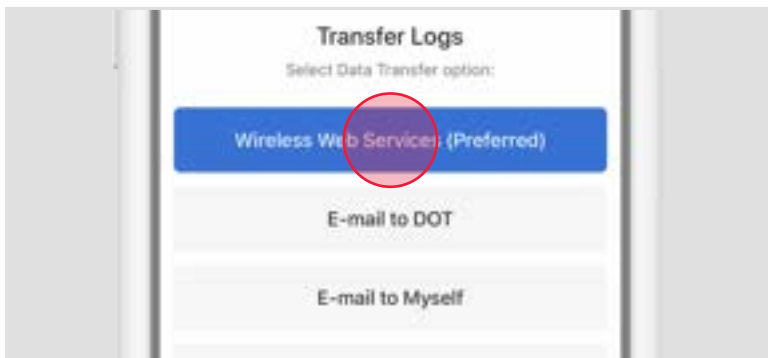 Transfer Logs
Select Data Transfer option:
Wireless Web Services (Preferred)
E-mail to DOT
E-mail to Myself